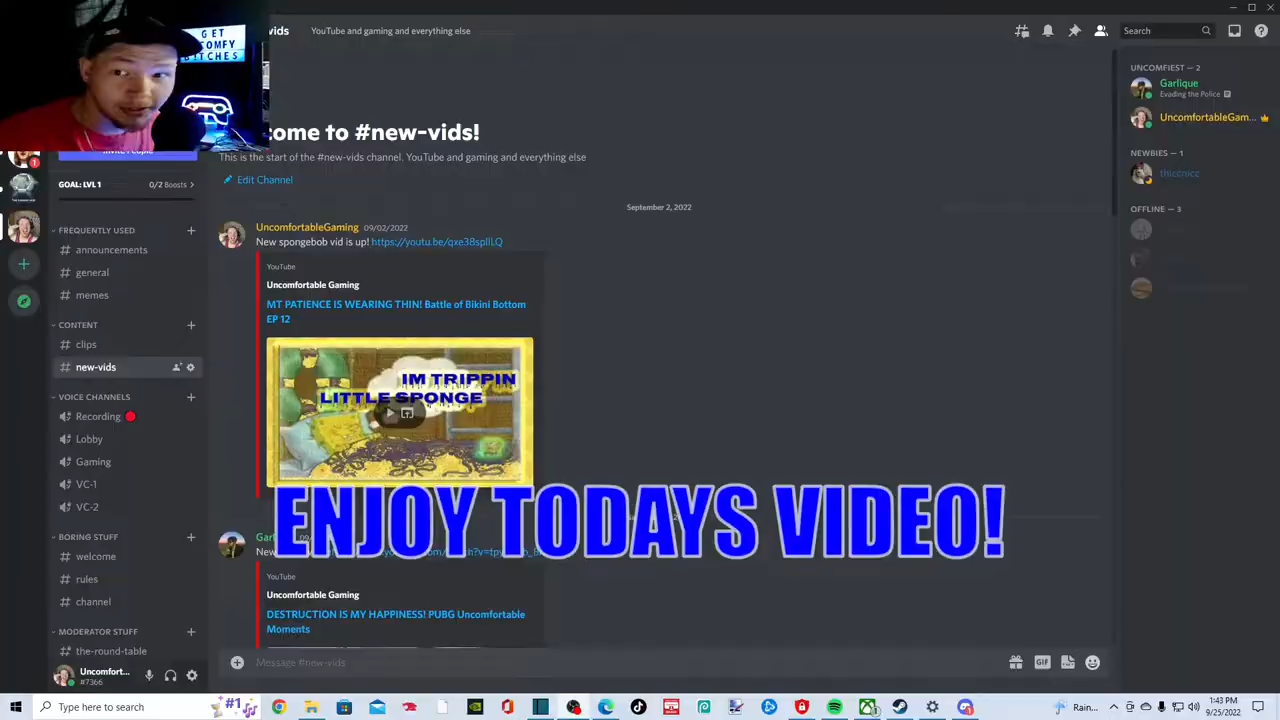 GET
COMFY
BITCHES
vids
YouTube and gaming and everything else
Search
come to #new-vids!
This is the start of the #new-vids channel. YouTube and gaming and everything else
Edit Channel
GOAL: LVL 1
0/2 Boosts
FREQUENTLY USED
announcements
general
memes
CONTENT
clips
new-vids
VOICE CHANNELS
Recording
Lobby
Gaming
VC-1
VC-2
BORING STUFF
welcome
rules
channel
MODERATOR STUFF
the-round-table
Uncomfort...
#7366
September 2, 2022
UncomfortableGaming 09/02/2022
New spongebob vid is up!
YouTube
Uncomfortable Gaming
MT PATIENCE IS WEARING THIN! Battle of Bikini Bottom
EP 12
IM TRIPPIN
LITTLE SPONGE
ENJOY TODAYS VIDEO!
YouTube
Uncomfortable Gaming
DESTRUCTION IS MY HAPPINESS! PUBG Uncomfortable
Moments
Message #new-vids
GIF
UNCOMFIEST — 2
Garlique
Evading the Police
UncomfortableGam...
NEWBIES — 1
thiccnicc
OFFLINE — 3
Type here to search
#1
Rain...
1:43 PM
9/25/2022